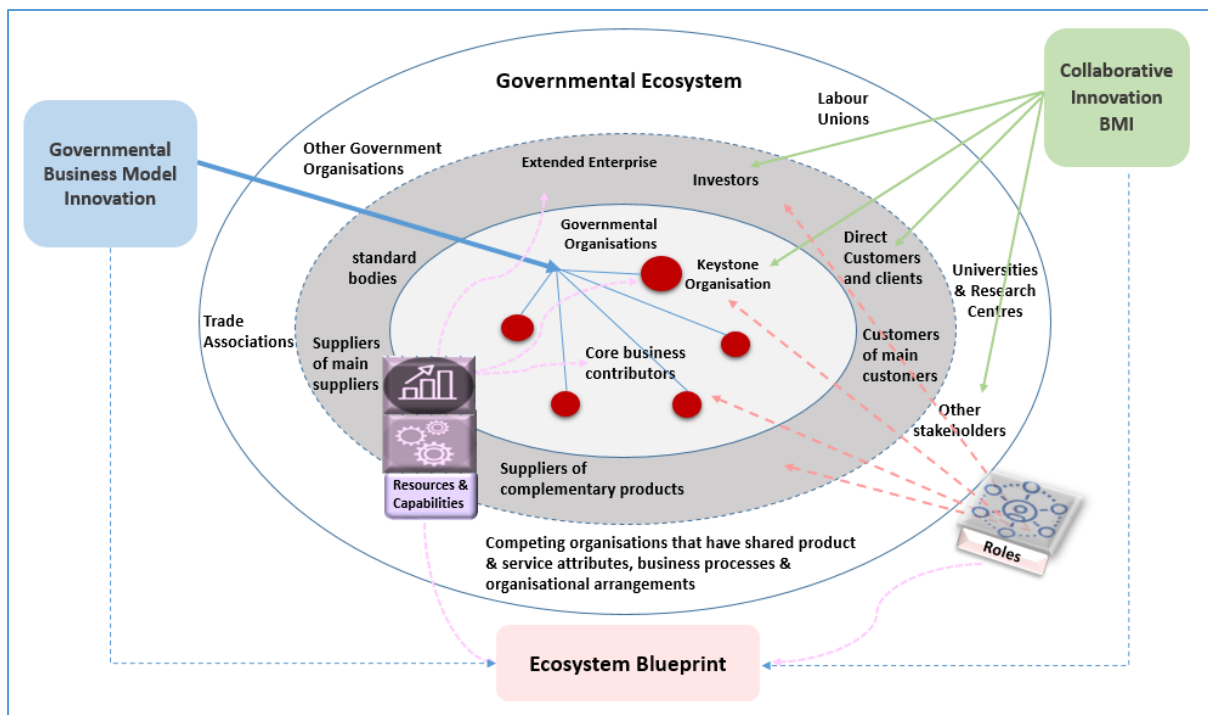 Governmental Ecosystem
Collaborative
Innovation
BMI
Labour
Unions
Governmental
Business Model
Innovation
Other Government
Organisations
Extended Enterprise
Investors
Governmental
Organisations
standard
bodies
Keystone
Organisation
Direct
Customers
and clients
Universities
& Research
Centres
Trade
Associations
Suppliers
of main
suppliers
Core business
contributors
Customers
of main
customers
Other
stakeholders
Suppliers of
complementary products
Resources &
Capabilities
Roles
Competing organisations that have shared product
& service attributes, business processes &
organisational arrangements
Ecosystem Blueprint